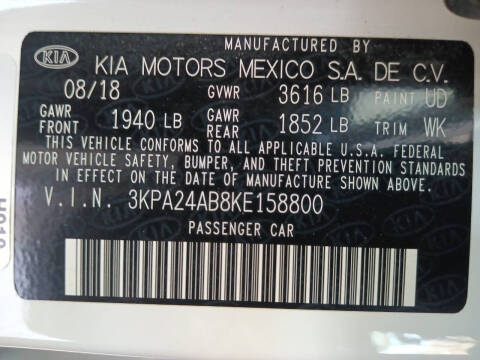 MANUFACTURED BY
KIA KIA MOTORS MEXICO S.A. DE C.V.
08/18 GVWR 3616 LB PAINT UD
GAWR FRONT 1940 LB GAWR REAR 1852 LB TRIM WK
THIS VEHICLE CONFORMS TO ALL APPLICABLE U.S.A. FEDERAL
MOTOR VEHICLE SAFETY, BUMPER, AND THEFT PREVENTION STANDARDS
IN EFFECT ON THE DATE OF MANUFACTURE SHOWN ABOVE.
V.I.N. 3KPA24AB8KE158800
PASSENGER CAR